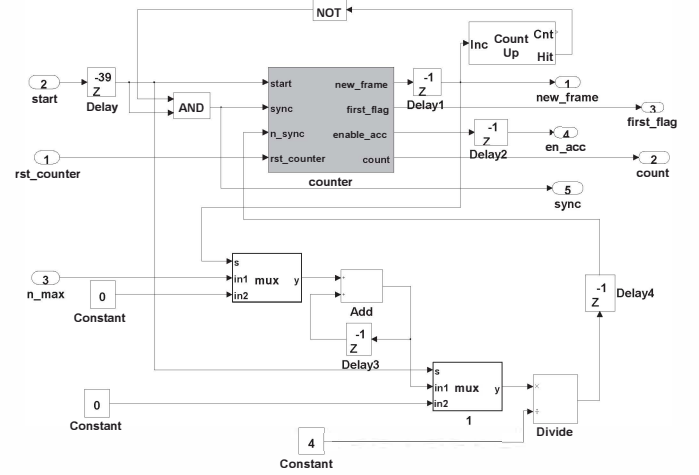 NOT
Inc
Count
Up
Cnt
Hit
2
start
-39
Z
Delay
AND
start
sync
n_sync
rst_counter
new_frame
first_flag
enable_acc
count
counter
-1
Z
Delay1
1
new_frame
3
first_flag
-1
Z
Delay2
4
en_acc
2
count
5
sync
1
rst_counter
3
n_max
0
Constant
s
in1
in2
mux
y
Add
-1
Z
Delay3
-1
Z
Delay4
0
Constant
s
in1
in2
mux
y
1
×
÷
Divide
4
Constant